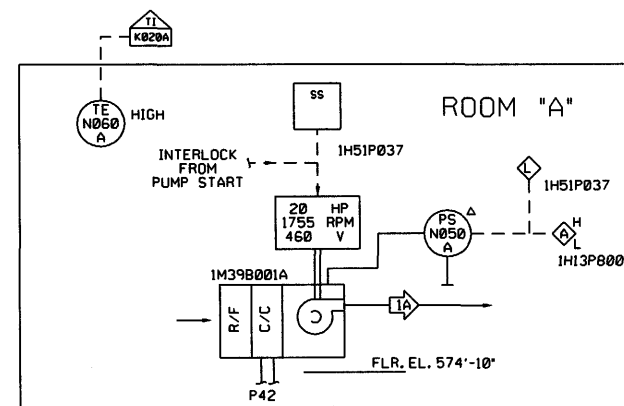 TI
K020A
TE
N060
A
HIGH
SS
ROOM "A"
INTERLOCK
FROM
PUMP START
1H51P037
L
1H51P037
20 HP
1755 RPM
460 V
PS
N050
A
A
H
L
1H13P800
1M39B001A
R/F
C/C
1A
FLR. EL. 574'-10"
P42